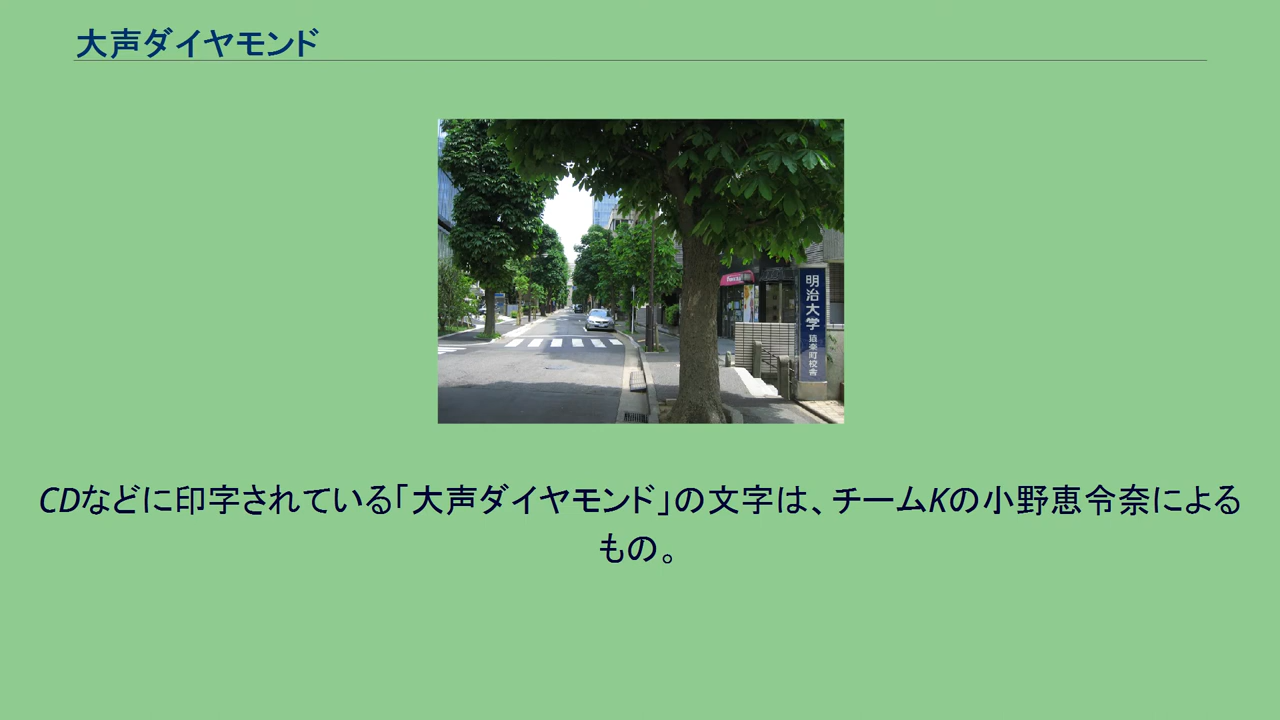 大声ダイヤモンド
明治大学 猿楽町校舎
CDなどに印字されている「大声ダイヤモンド」の文字は、チームKの小野恵令奈による
もの。